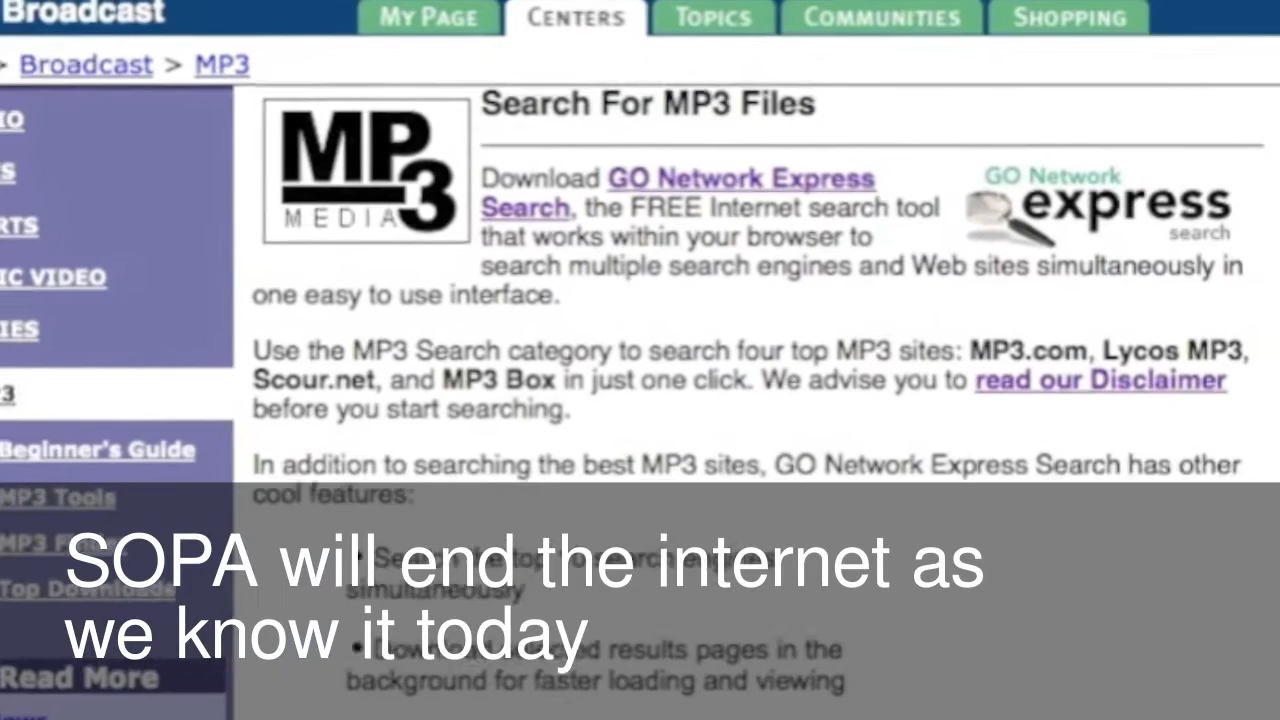 Broadcast
MY PAGE
CENTERS
TOPICS
COMMUNITIES
SHOPPING
> Broadcast > MP3
IO
S
RTS
IC VIDEO
IES
3
Beginner's Guide
MP3 Tools
Top Downloads
Read More
MP3
MEDIA
Search For MP3 Files
Download GO Network Express
Search, the FREE Internet search tool
that works within your browser to
search multiple search engines and Web sites simultaneously in
one easy to use interface.
GO Network
express
search
Use the MP3 Search category to search four top MP3 sites: MP3.com, Lycos MP3,
Scour.net, and MP3 Box in just one click. We advise you to read our Disclaimer
before you start searching.
In addition to searching the best MP3 sites, GO Network Express Search has other
cool features:
simultaneously
• results pages in the
background for faster loading and viewing
SOPA will end the internet as
we know it today